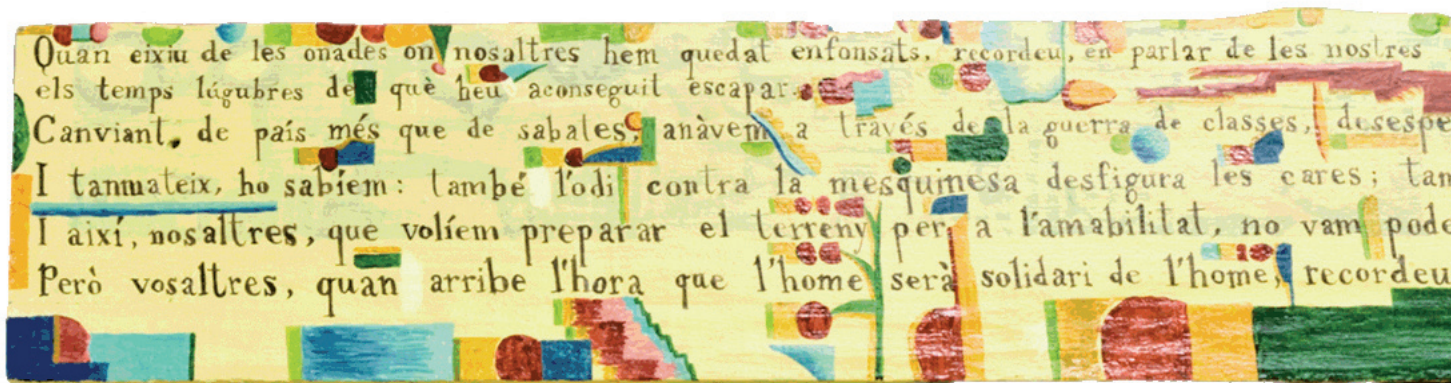 Quan eixiu de les onades on nosaltres hem quedat enfonsats, recordeu, en parlar de les nostres
els temps lúgubres de què heu aconseguit escapar.
Canviant, de país més que de sabates, anàvem a través de la guerra de classes, desespe
I tanmateix, ho sabíem: també l'odi contra la mesquinesa desfigura les cares; tam
I així, nosaltres, que volíem preparar el terreny per a l'amabilitat, no vam pode
Però vosaltres, quan arribe l'hora que l'home serà solidari de l'home, recordeu